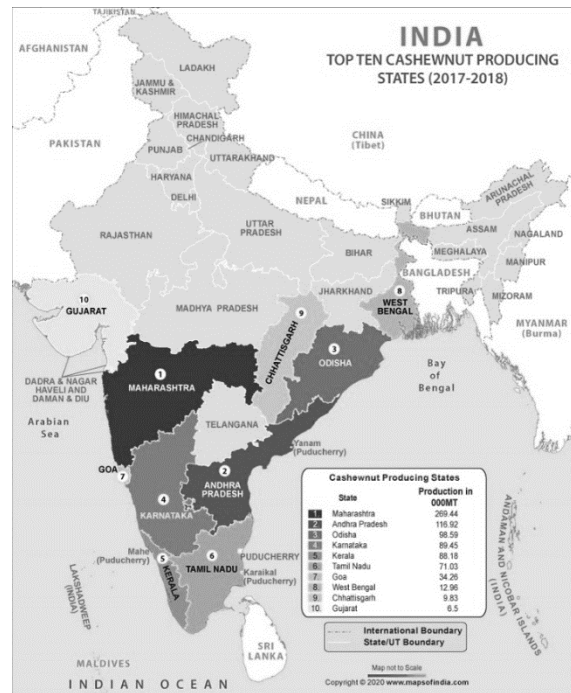 INDIA
TOP TEN CASHEWNUT PRODUCING
STATES (2017-2018)
TAJIKISTAN
AFGHANISTAN
LADAKH
JAMMU &
KASHMIR
HIMACHAL
PRADESH
CHANDIGARH
PUNJAB
UTTARAKHAND
PAKISTAN
HARYANA
DELHI
CHINA
(Tibet)
NEPAL
SIKKIM
BHUTAN
ARUNACHAL
PRADESH
RAJASTHAN
UTTAR
PRADESH
BIHAR
ASSAM
NAGALAND
MEGHALAYA
MANIPUR
BANGLADESH
TRIPURA
MIZORAM
MYANMAR
(Burma)
10
GUJARAT
MADHYA PRADESH
JHARKHAND
8
WEST
BENGAL
9
CHHATTISGARH
3
ODISHA
DADRA & NAGAR
HAVELI AND
DAMAN & DIU
1
MAHARASHTRA
Arabian
Sea
Bay
of
Bengal
TELANGANA
Yanam
(Puducherry)
GOA
7
2
ANDHRA
PRADESH
4
KARNATAKA
Mahe
(Puducherry)
5
KERALA
6
TAMIL NADU
PUDUCHERRY
Karaikal
(Puducherry)
LAKSHADWEEP
(INDIA)
ANDAMAN AND NICOBAR ISLANDS
(INDIA)
SRI
LANKA
MALDIVES
INDIAN OCEAN
Cashewnut Producing States
State Production in
000MT
1 Maharashtra 269.44
2 Andhra Pradesh 116.92
3 Odisha 98.59
4 Karnataka 89.45
5 Kerala 88.18
6 Tamil Nadu 71.03
7 Goa 34.26
8 West Bengal 12.96
9 Chhattisgarh 9.83
10 Gujarat 6.5
International Boundary
State/UT Boundary
Map not to Scale
Copyright © 2020 www.mapsofindia.com